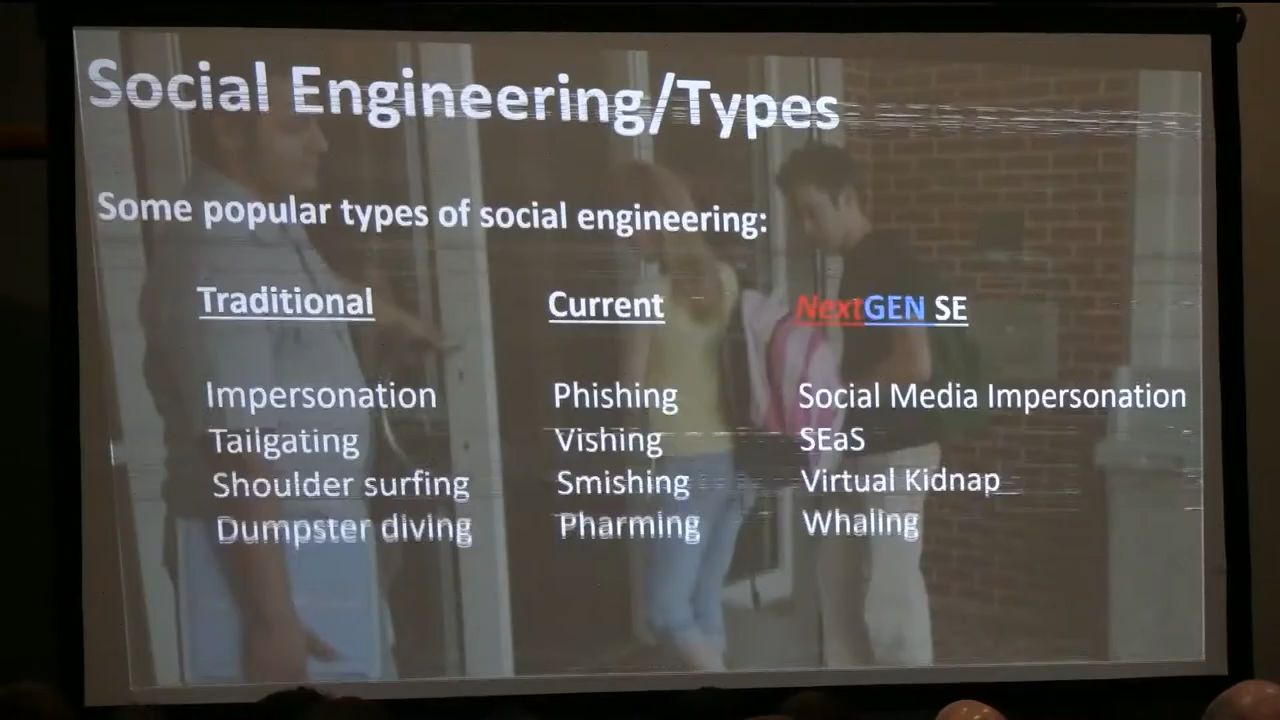 Social Engineering/Types
Some popular types of social engineering:
Traditional
Impersonation
Tailgating
Shoulder surfing
Dumpster diving
Current
Phishing
Vishing
Smishing
Pharming
NextGEN SE
Social Media Impersonation
SEaS
Virtual Kidnap
Whaling